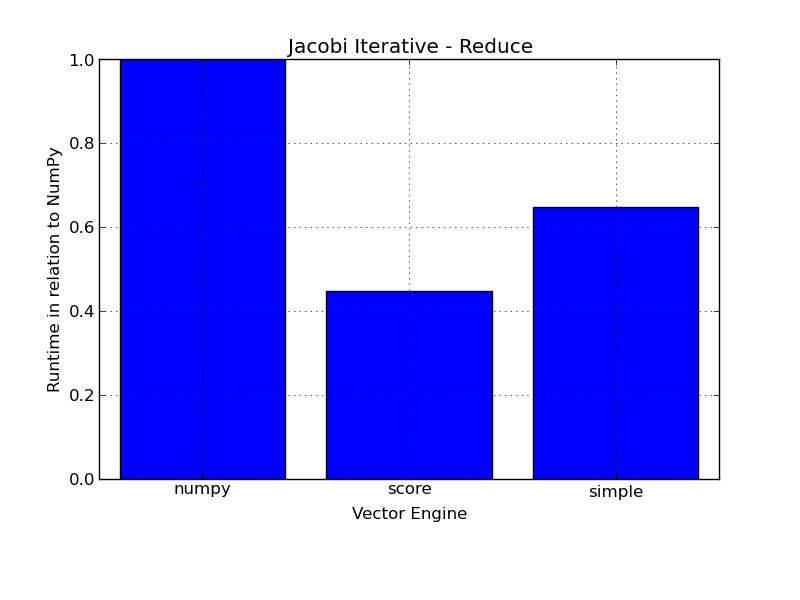 Jacobi Iterative - Reduce
Runtime in relation to NumPy
1.0
0.8
0.6
0.4
0.2
0.0
numpy
score
simple
Vector Engine